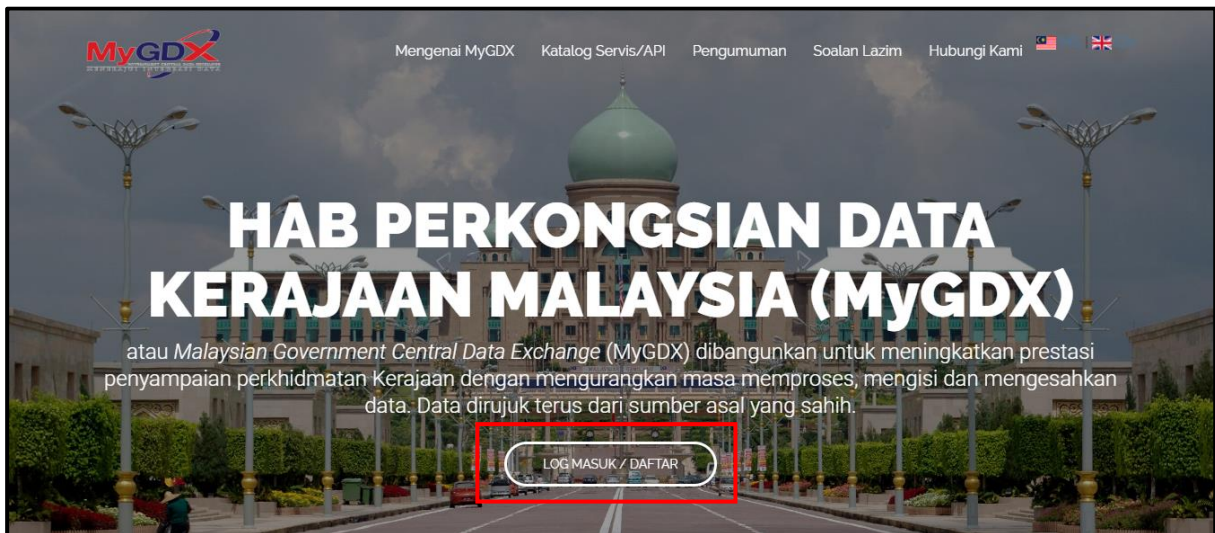 MyGDX
Mengenai MyGDX Katalog Servis/API Pengumuman Soalan Lazim Hubungi Kami
HAB PERKONGSIAN DATA
KERAJAAN MALAYSIA (MyGDX)
atau Malaysian Government Central Data Exchange (MyGDX) dibangunkan untuk meningkatkan prestasi
penyampaian perkhidmatan Kerajaan dengan mengurangkan masa memproses, mengisi dan mengesahkan
data. Data dirujuk terus dari sumber asal yang sahih.
LOG MASUK / DAFTAR